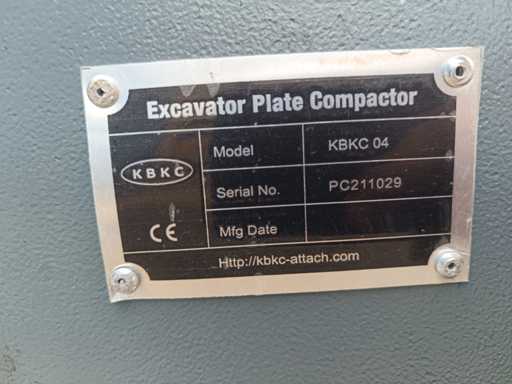 Excavator Plate Compactor
KBKC
Model KBKC 04
Serial No. PC211029
CE
Mfg Date
Http://kbkc-attach.com